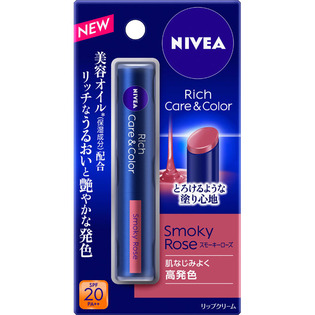 NEW
NIVEA
Rich
Care & Color
美容オイル(保湿成分)配合
リッチなうるおいと艶やかな発色
NIVEA
Rich
Care & Color
Smoky Rose
とろけるような
塗り心地
Smoky
Rose スモーキーローズ
肌なじみよく
高発色
SPF
20
PA++
リップクリーム